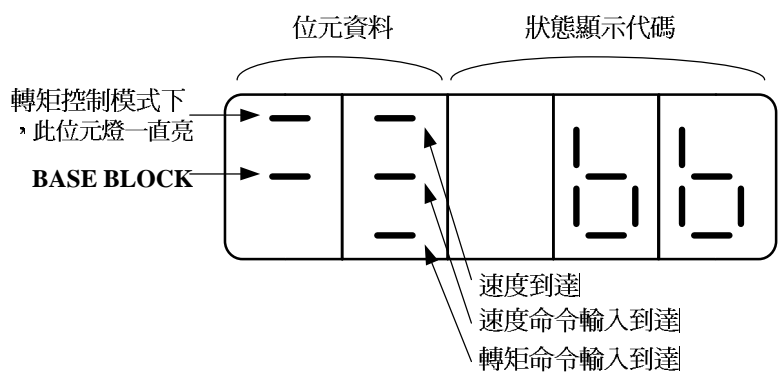 位元資料
狀態顯示代碼
轉矩控制模式下
，此位元燈一直亮
BASE BLOCK
bb
速度到達
速度命令輸入到達
轉矩命令輸入到達